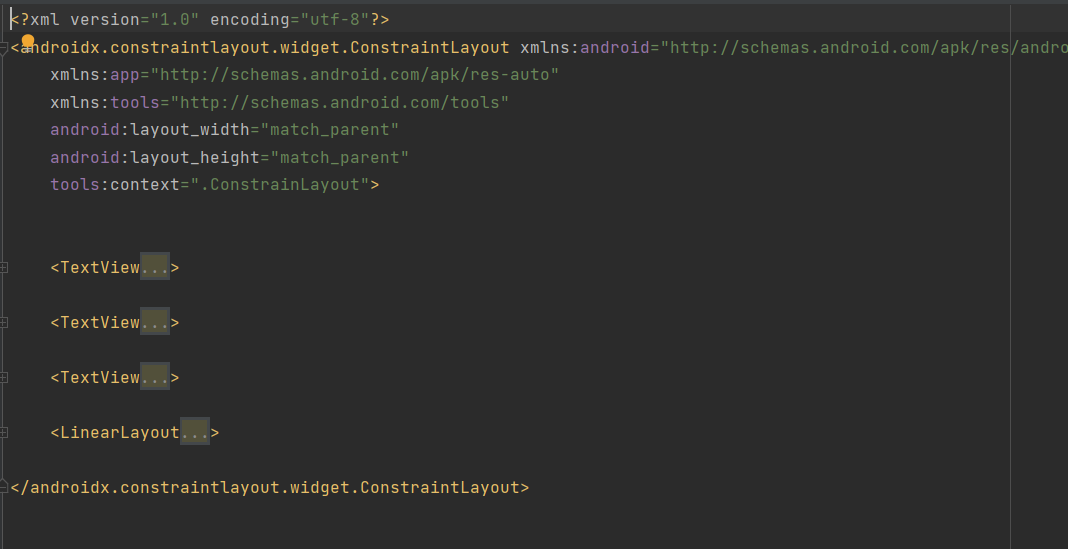 <?xml version="1.0" encoding="utf-8"?>
<androidx.constraintlayout.widget.ConstraintLayout xmlns:android="http://schemas.android.com/apk/res/andro
xmlns:app="http://schemas.android.com/apk/res-auto"
xmlns:tools="http://schemas.android.com/tools"
android:layout_width="match_parent"
android:layout_height="match_parent"
tools:context=".ConstrainLayout">
<TextView...>
<TextView...>
<TextView...>
<LinearLayout...>
</androidx.constraintlayout.widget.ConstraintLayout>